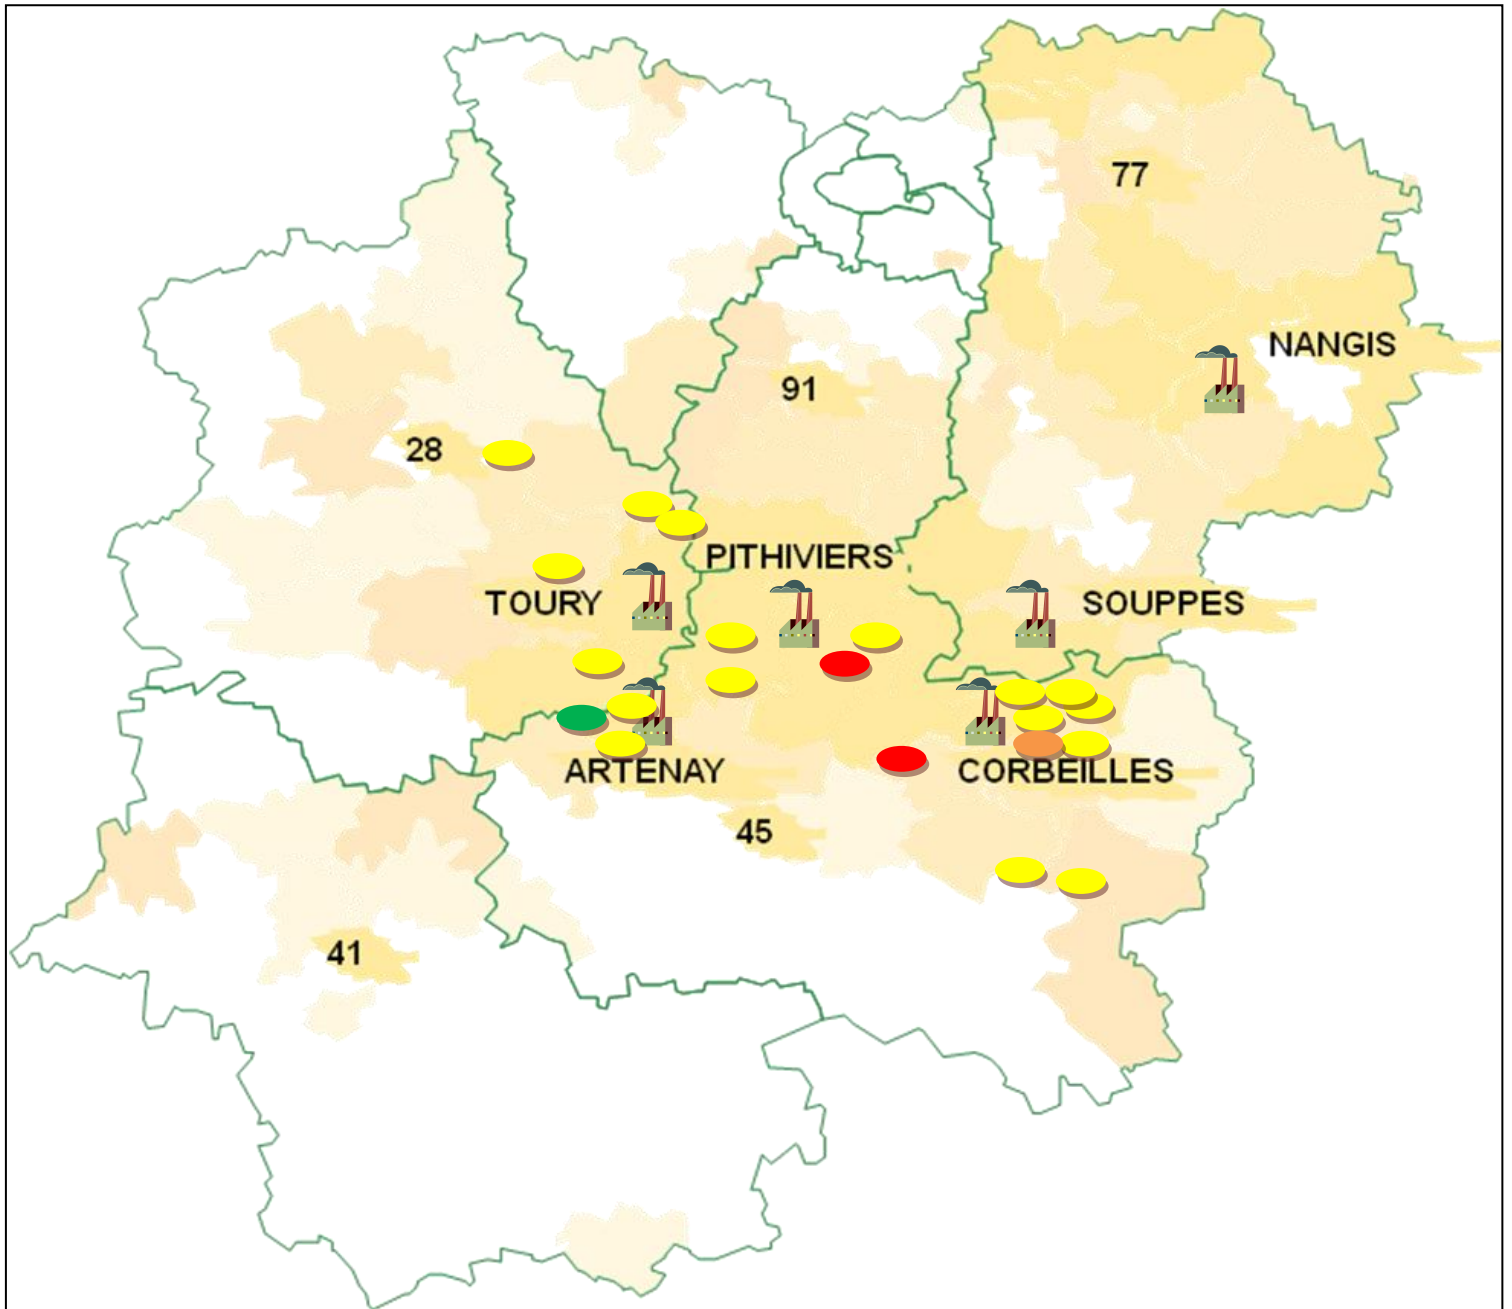 77
NANGIS
91
28
PITHIVIERS
TOURY
SOUPPES
ARTENAY
CORBEILLES
45
41